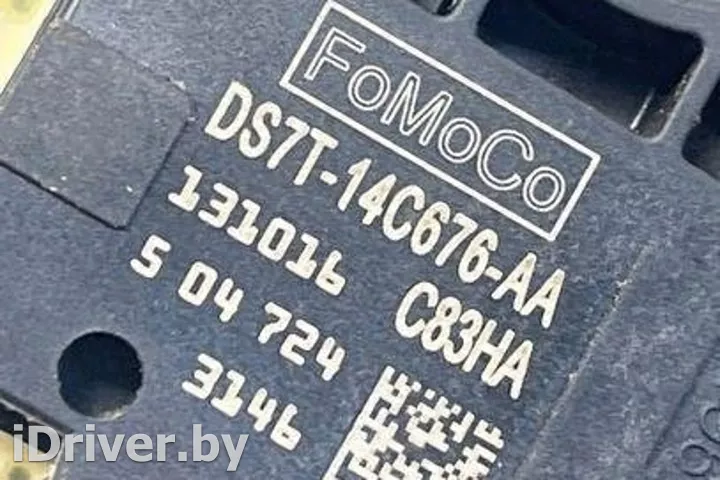 FoMoCo
DS7T-14C676-AA
131016 C83HA
5 04 724
3146
iDriver.by